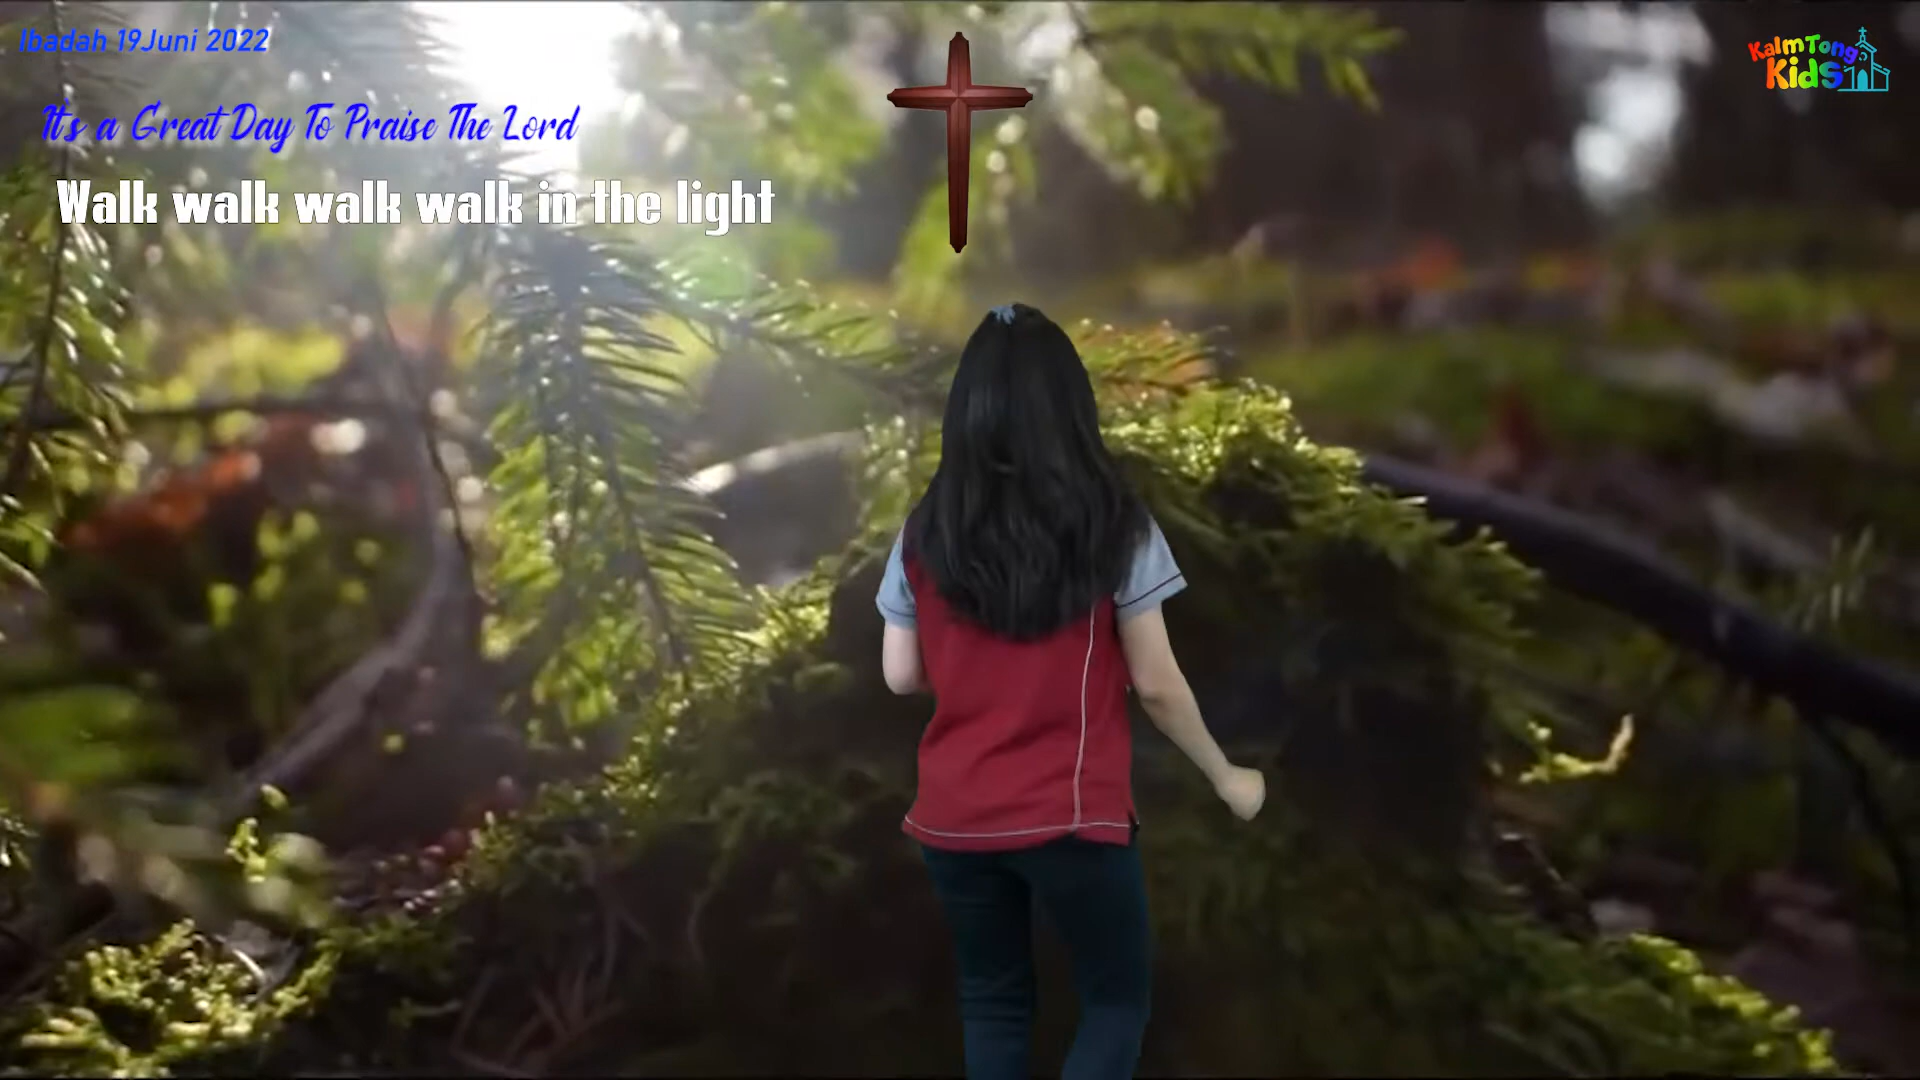 Ibadah 19Juni 2022
It's a Great Day To Praise The Lord
Walk walk walk walk in the light
KalmTong
Kids